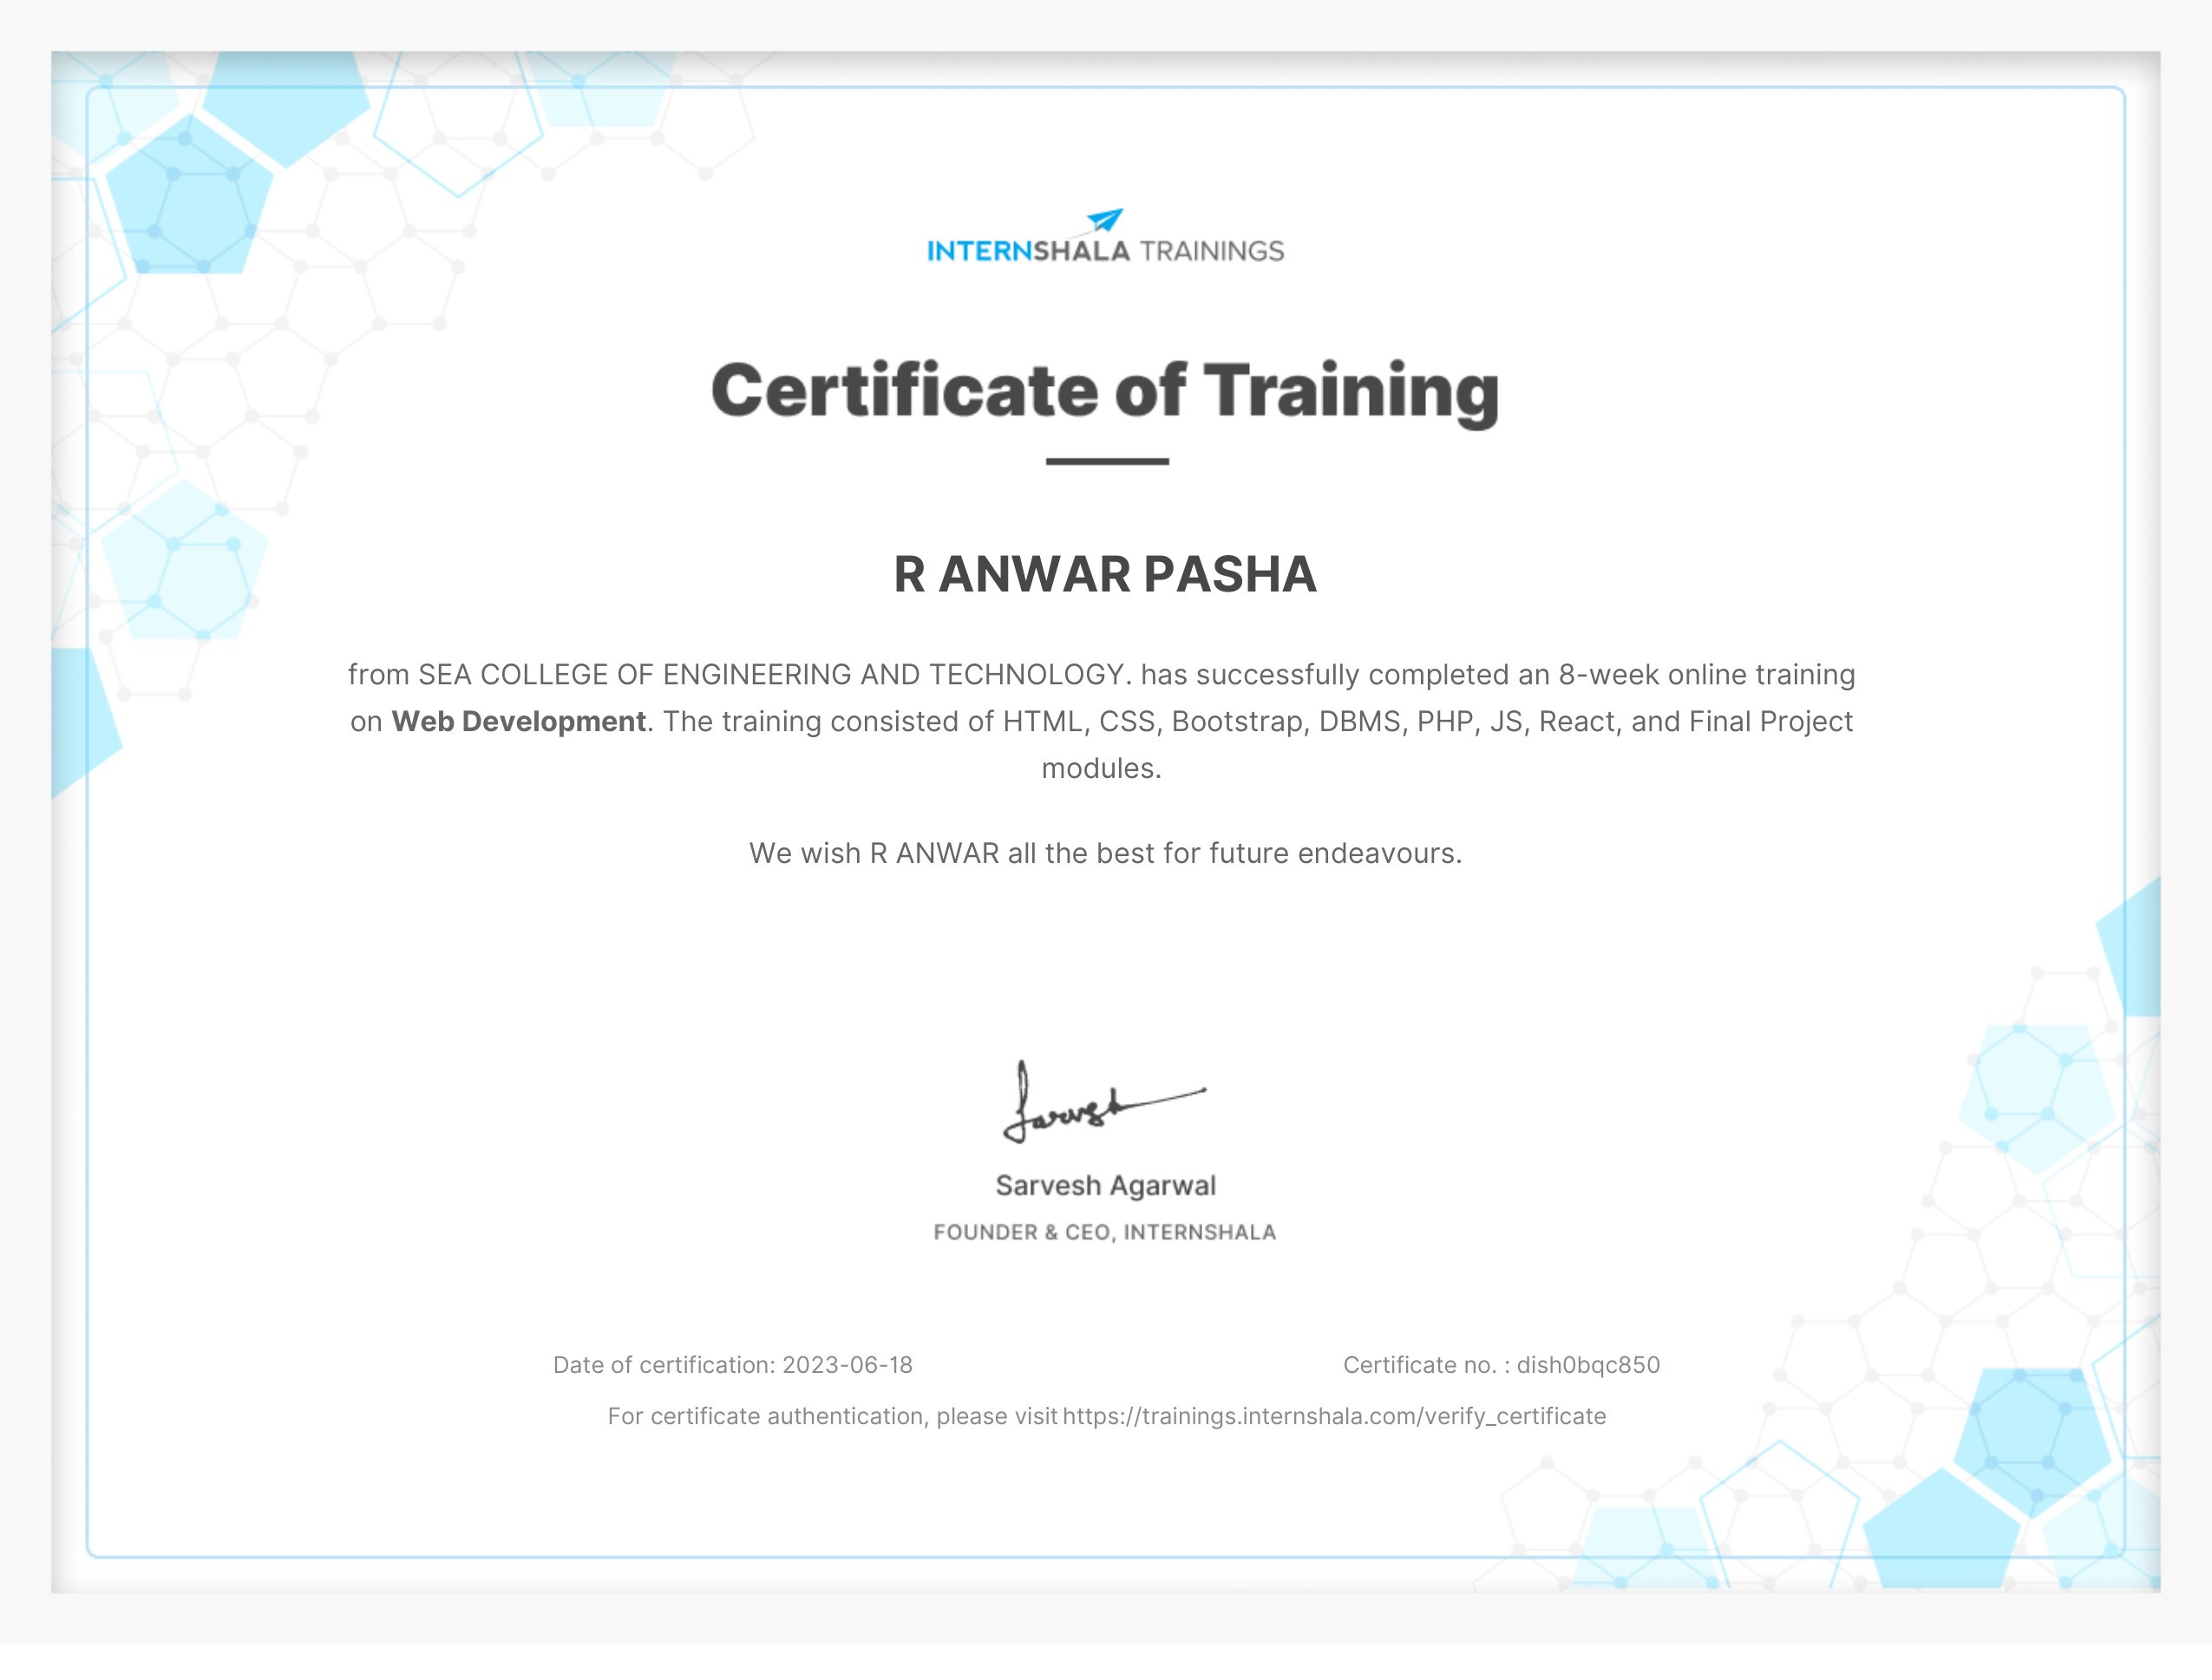 INTERNSHALA TRAININGS
Certificate of Training
R ANWAR PASHA
from SEA COLLEGE OF ENGINEERING AND TECHNOLOGY. has successfully completed an 8-week online training
on Web Development. The training consisted of HTML, CSS, Bootstrap, DBMS, PHP, JS, React, and Final Project
modules.
We wish R ANWAR all the best for future endeavours.
Sarvesh Agarwal
FOUNDER & CEO, INTERNSHALA
Date of certification: 2023-06-18
Certificate no. : dish0bqc850
For certificate authentication, please visit https://trainings.internshala.com/verify_certificate